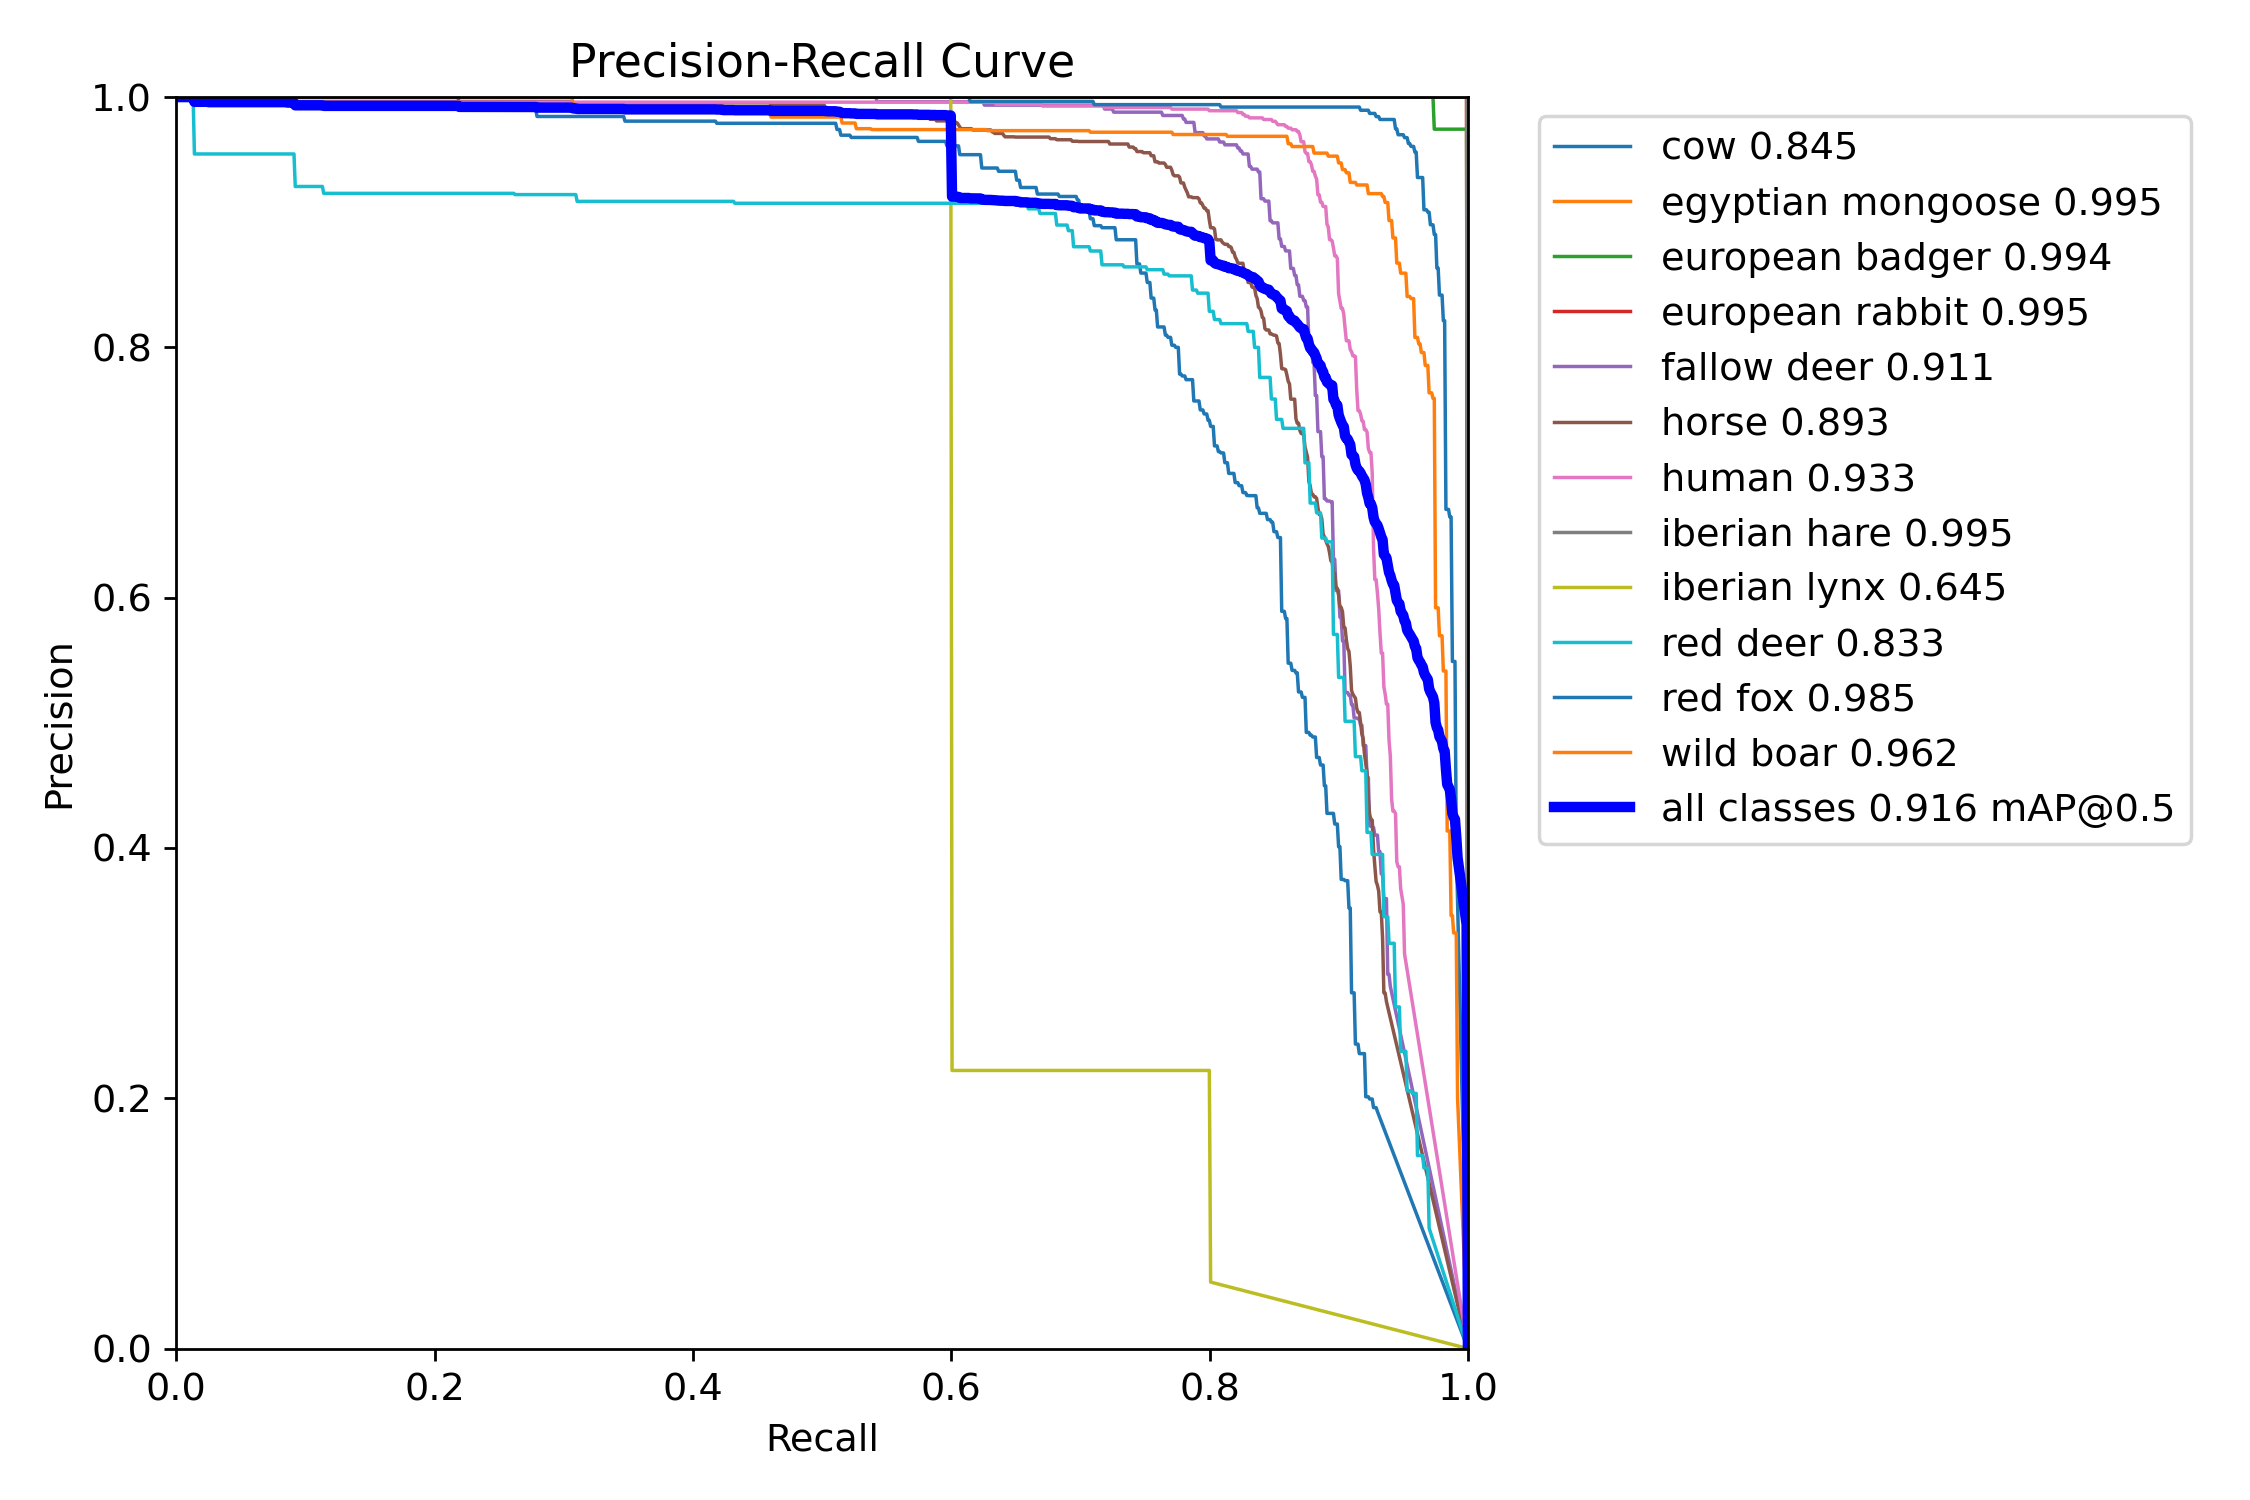 Precision-Recall Curve
1.0
0.8
0.6
0.4
0.2
0.0
Precision
0.0 0.2 0.4 0.6 0.8 1.0
Recall
cow 0.845
egyptian mongoose 0.995
european badger 0.994
european rabbit 0.995
fallow deer 0.911
horse 0.893
human 0.933
iberian hare 0.995
iberian lynx 0.645
red deer 0.833
red fox 0.985
wild boar 0.962
all classes 0.916 mAP@0.5